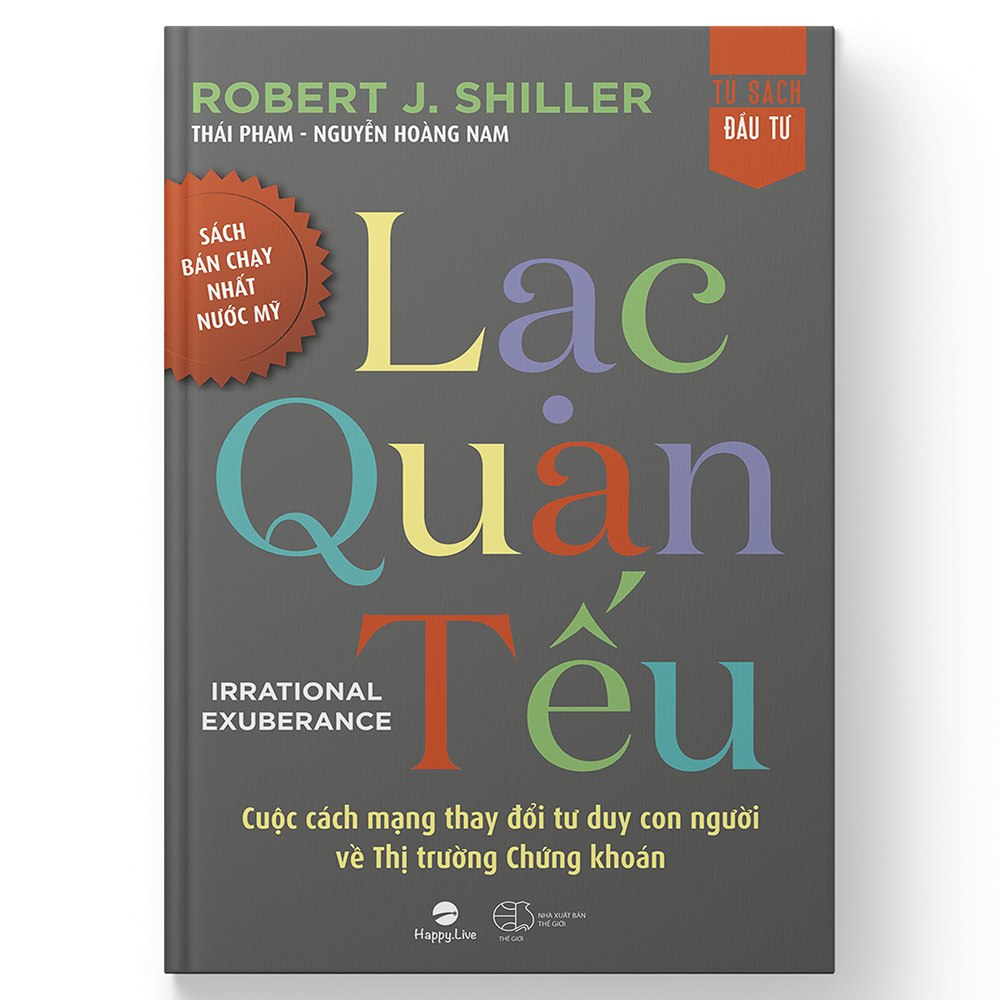 ROBERT J. SHILLER
THÁI PHẠM - NGUYỄN HOÀNG NAM
TỦ SÁCH
ĐẦU TƯ
SÁCH
BÁN CHẠY
NHẤT
NƯỚC MỸ
Lạc
Quan
Tếu
IRRATIONAL
EXUBERANCE
Cuộc cách mạng thay đổi tư duy con người
về Thị trường Chứng khoán
Happy.Live
NHÀ XUẤT BẢN
THẾ GIỚI
THẾ GIỚI